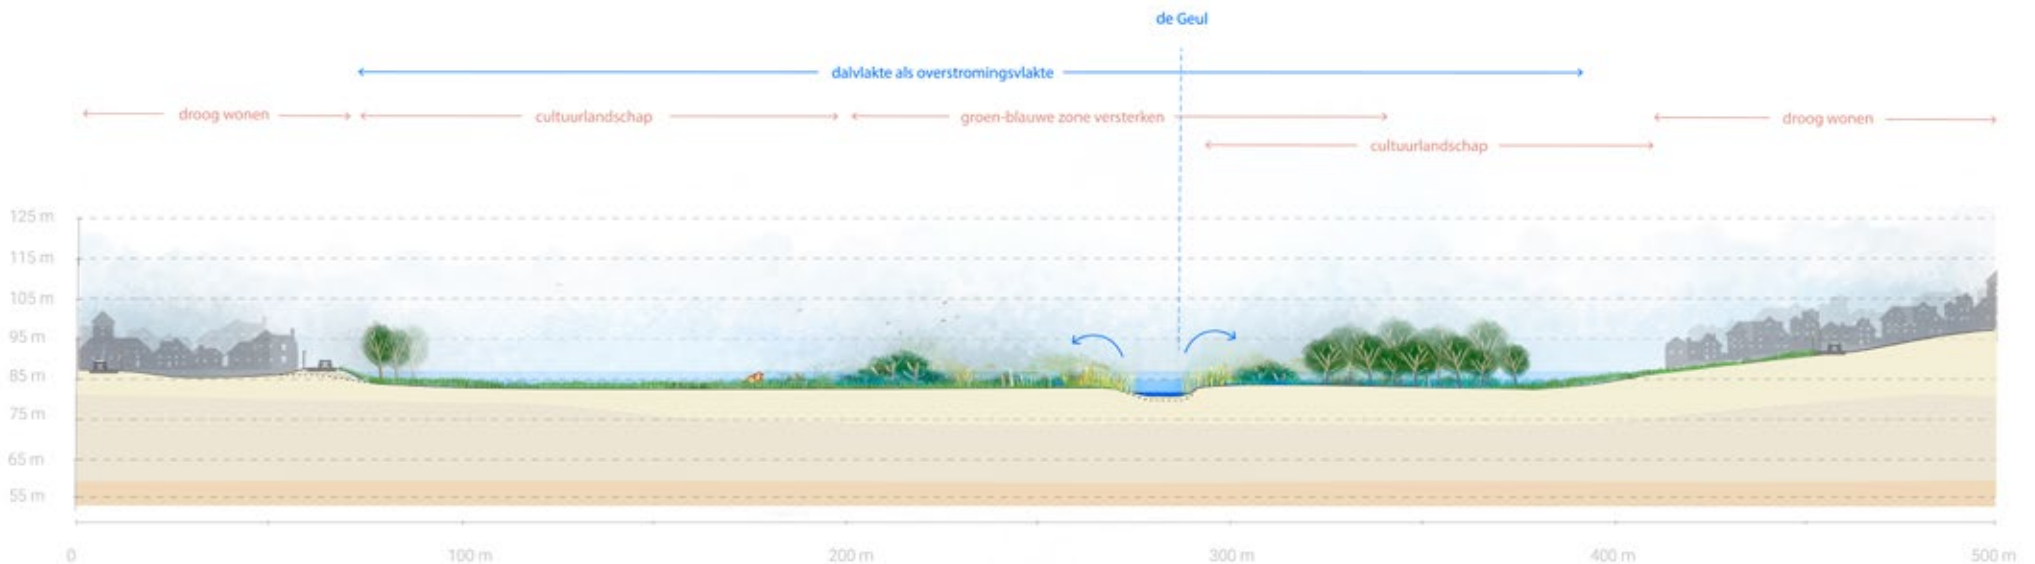 de Geul
dalvlakte als overstromingsvlakte
droog wonen
cultuurlandschap
groen-blauwe zone versterken
droog wonen
cultuurlandschap
125 m
115 m
105 m
95 m
85 m
75 m
65 m
55 m
0
100 m
200 m
300 m
400 m
500 m